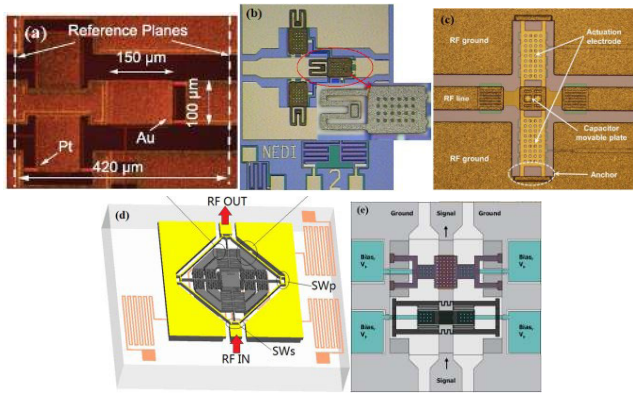 (a)
Reference Planes
150 µm
100 µm
Au
Pt
420 µm
(b)
NEDI
2
(c)
RF ground
Actuation
electrode
RF line
Capacitor
movable plate
RF ground
Anchor
(d)
RF OUT
SWp
SWs
RF IN
(e)
Ground
Signal
Ground
Bias,
Bias,
Bias,
Bias,
Signal